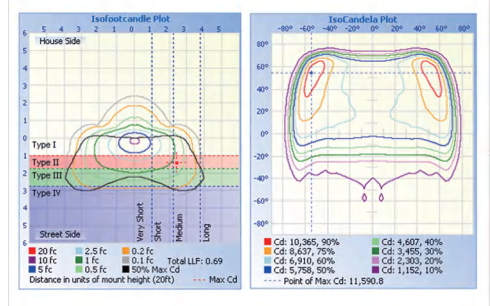 Isofootcandle Plot
5 4 3 2 1 0 1 2 3 4 5
6
House Side
5
4
3
2
1
Type I
0
1
Type II
2
Type III
3
Type IV
4
5
Street Side
6
Very Short
Short
Medium
Long
20 fc 2.5 fc 0.2 fc
10 fc 1 fc 0.1 fc Total LLF: 0.69
5 fc 0.5 fc 50% Max Cd
Distance in units of mount height (20ft) Max Cd
IsoCandela Plot
-80° -60° -40° -20° 0° 20° 40° 60° 80°
80°
60°
40°
20°
0°
-20°
-40°
-60°
-80°
Cd: 10,365, 90% Cd: 4,607, 40%
Cd: 8,637, 75% Cd: 3,455, 30%
Cd: 6,910, 60% Cd: 2,303, 20%
Cd: 5,758, 50% Cd: 1,152, 10%
Point of Max Cd: 11,590.8